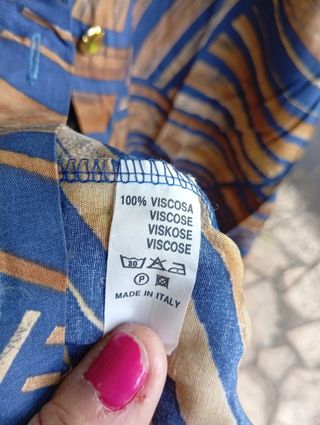 100% VISCOSA
VISCOSE
VISKOSE
VISCOSE
30
P
MADE IN ITALY